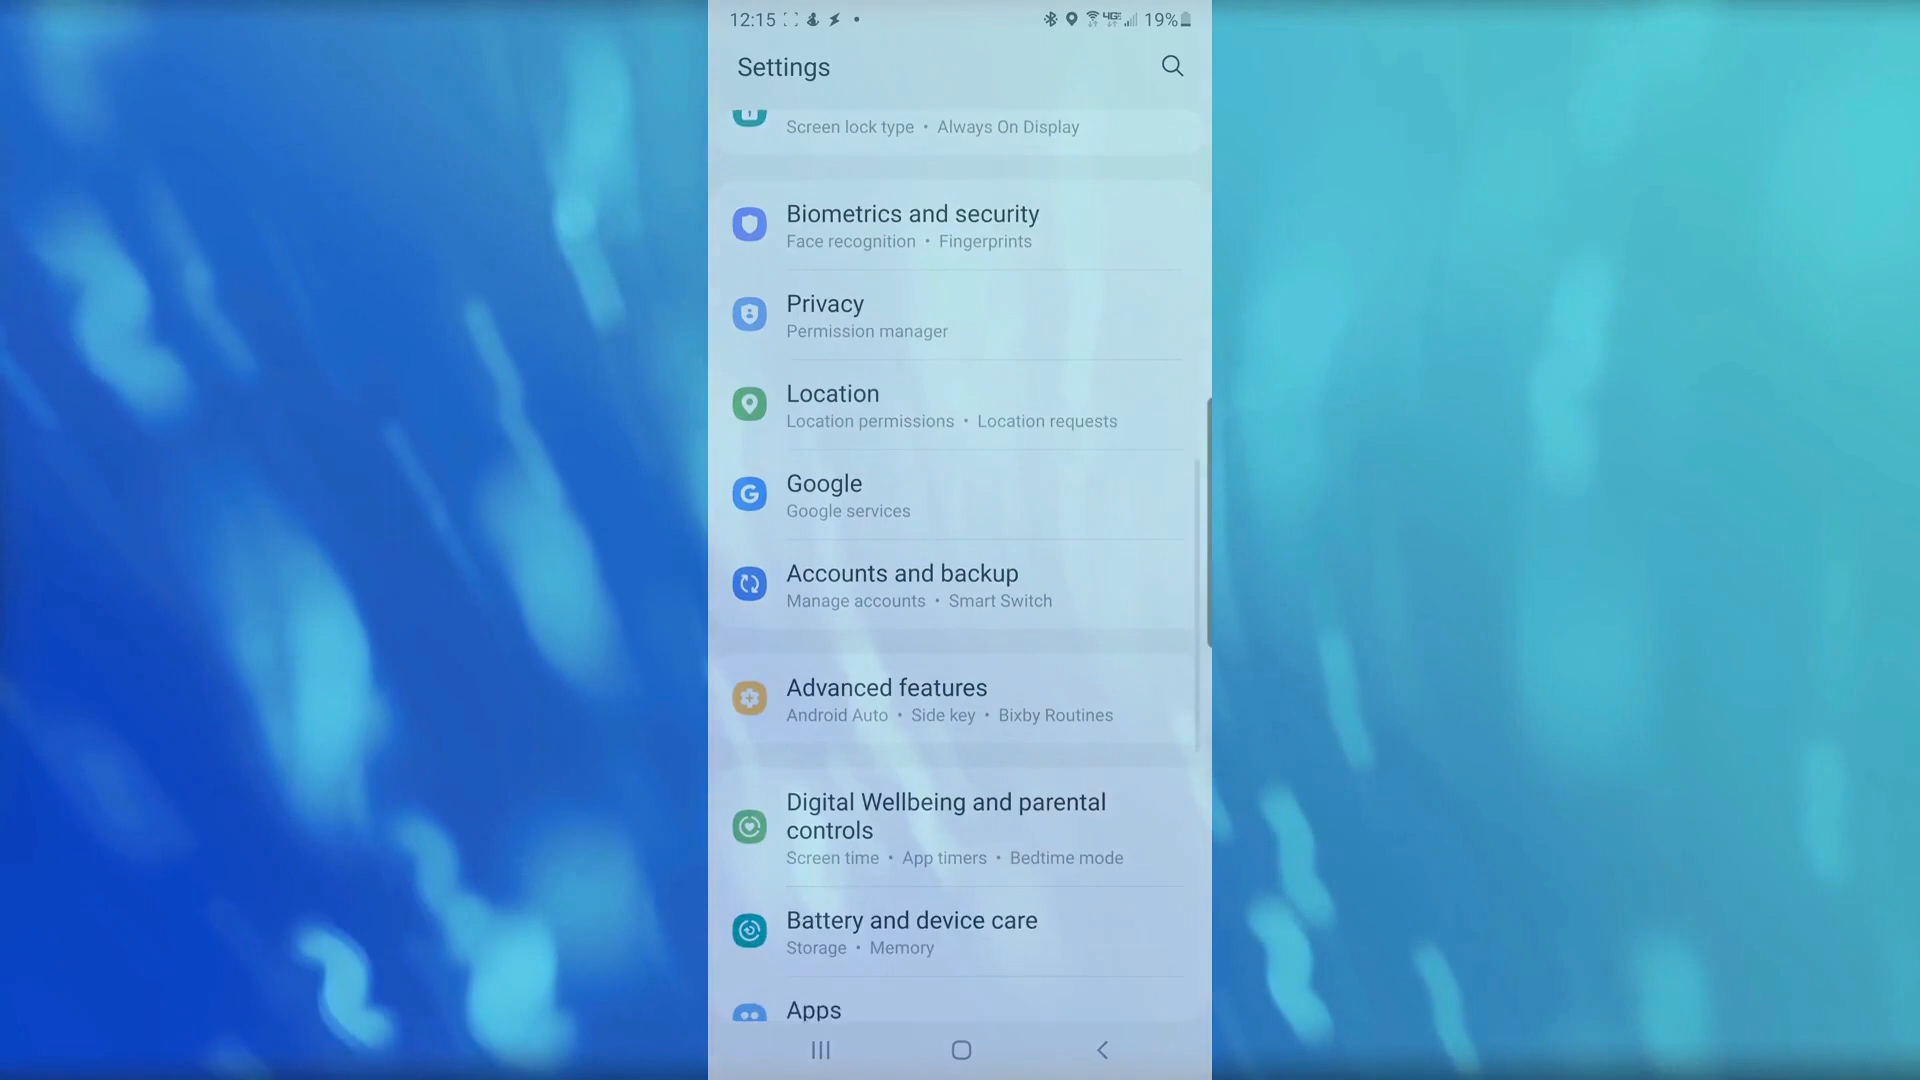 12:15 19%
Settings
Screen lock type • Always On Display
Biometrics and security
Face recognition • Fingerprints
Privacy
Permission manager
Location
Location permissions • Location requests
Google
Google services
Accounts and backup
Manage accounts • Smart Switch
Advanced features
Android Auto • Side key • Bixby Routines
Digital Wellbeing and parental
controls
Screen time • App timers • Bedtime mode
Battery and device care
Storage • Memory
Apps